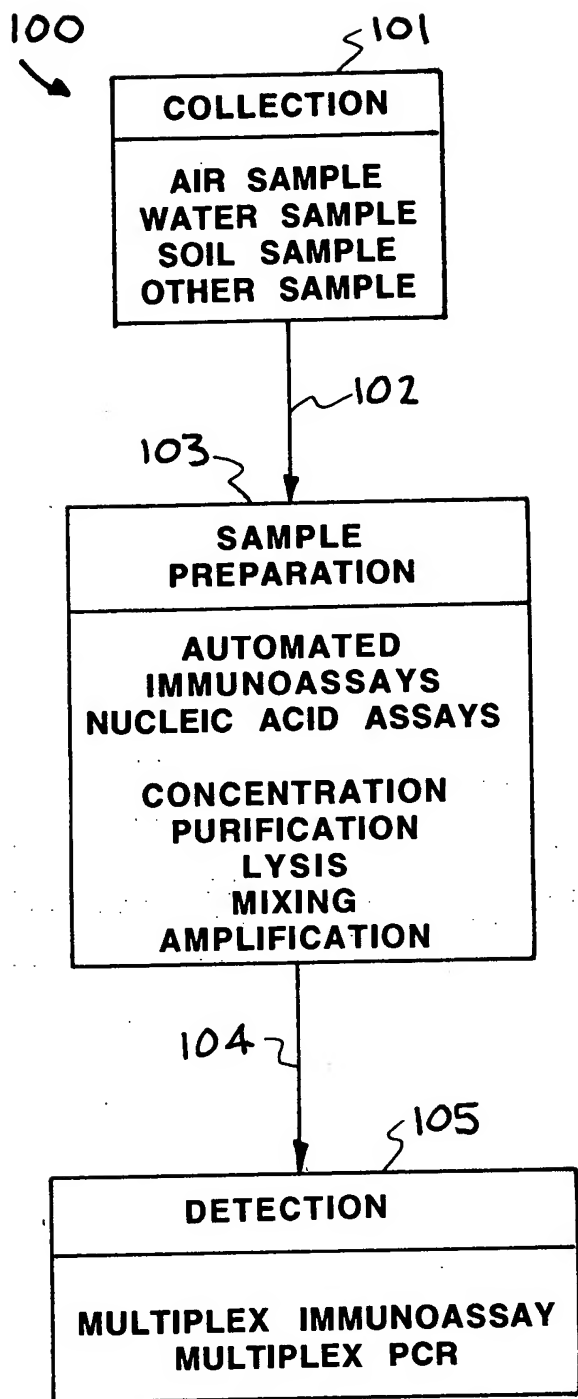 100
101
COLLECTION
AIR SAMPLE
WATER SAMPLE
SOIL SAMPLE
OTHER SAMPLE
102
103
SAMPLE
PREPARATION
AUTOMATED
IMMUNOASSAYS
NUCLEIC ACID ASSAYS
CONCENTRATION
PURIFICATION
LYSIS
MIXING
AMPLIFICATION
104
105
DETECTION
MULTIPLEX IMMUNOASSAY
MULTIPLEX PCR